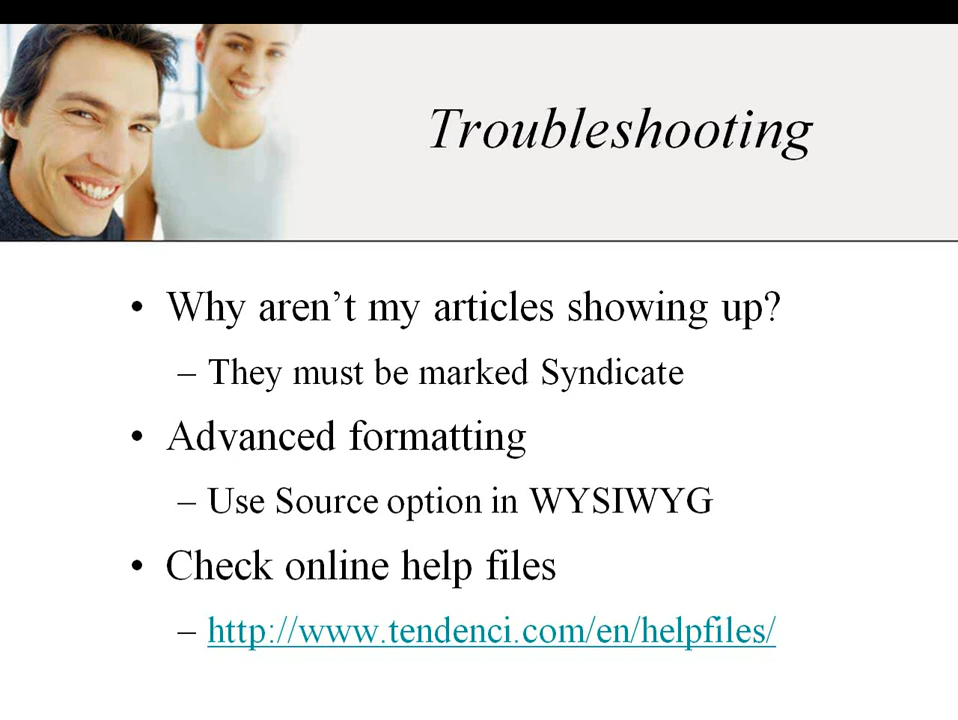 Troubleshooting
• Why aren’t my articles showing up?
– They must be marked Syndicate
• Advanced formatting
– Use Source option in WYSIWYG
• Check online help files
– http://www.tendenci.com/en/helpfiles/